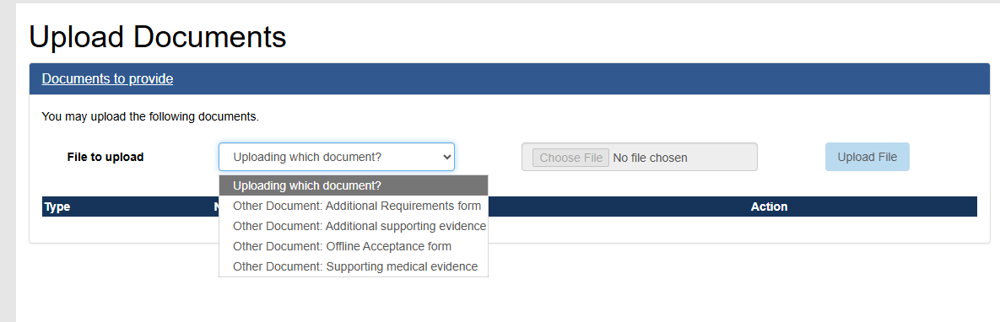 Upload Documents
Documents to provide
You may upload the following documents.
File to upload
Uploading which document?
Choose File No file chosen
Upload File
Uploading which document?
Other Document: Additional Requirements form
Other Document: Additional supporting evidence
Other Document: Offline Acceptance form
Other Document: Supporting medical evidence
Type
Action